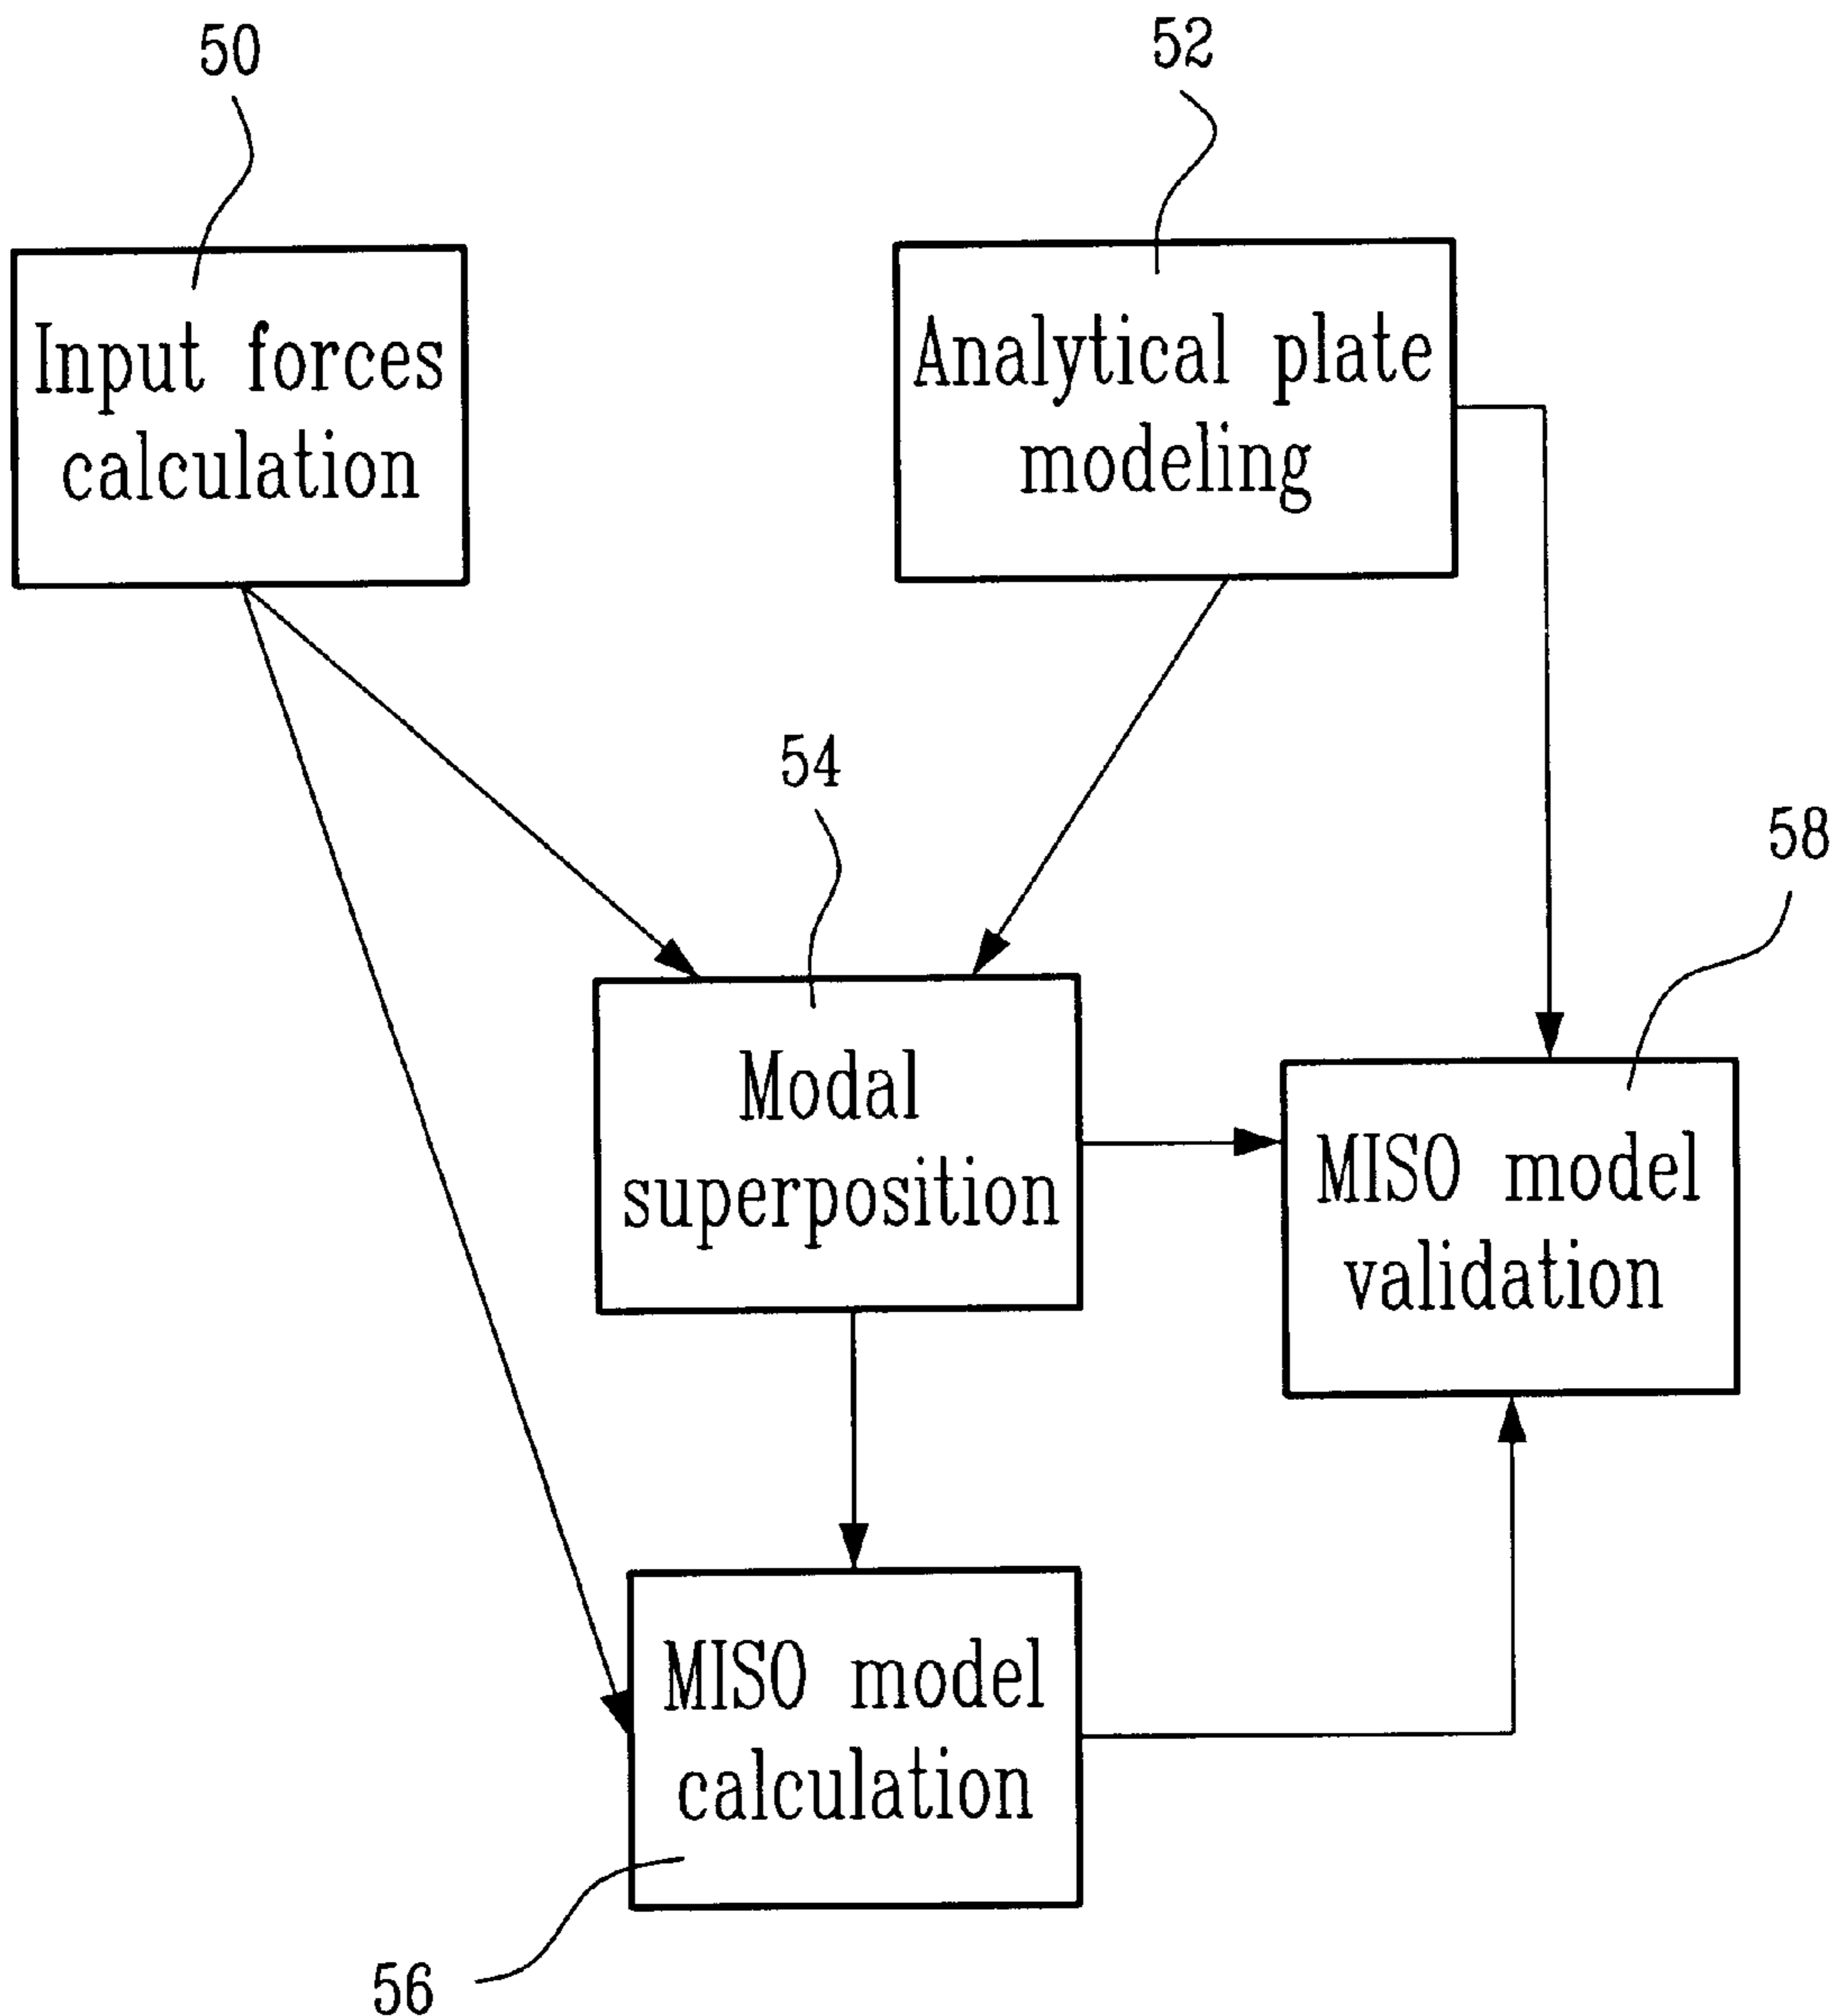 50
52
Input forces
calculation
Analytical plate
modeling
54
58
Modal
superposition
MISO model
validation
MISO model
calculation
56